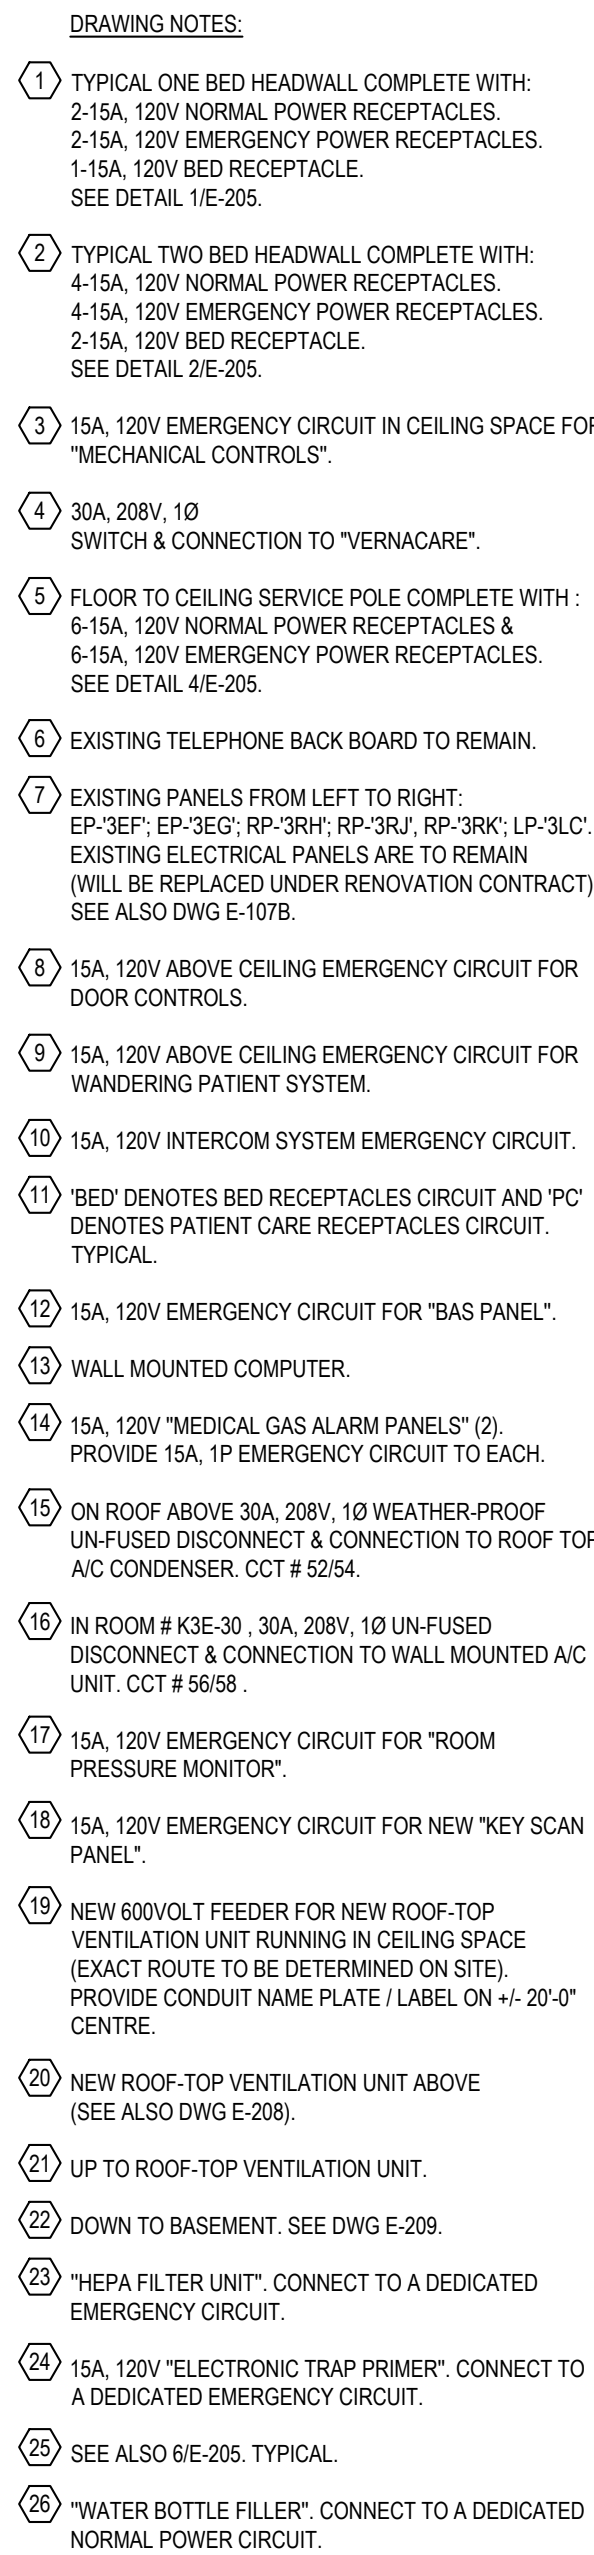 DRAWING NOTES:
1 TYPICAL ONE BED HEADWALL COMPLETE WITH:
2-15A, 120V NORMAL POWER RECEPTACLES.
2-15A, 120V EMERGENCY POWER RECEPTACLES.
1-15A, 120V BED RECEPTACLE.
SEE DETAIL 1/E-205.
2 TYPICAL TWO BED HEADWALL COMPLETE WITH:
4-15A, 120V NORMAL POWER RECEPTACLES.
4-15A, 120V EMERGENCY POWER RECEPTACLES.
2-15A, 120V BED RECEPTACLE.
SEE DETAIL 2/E-205.
3 15A, 120V EMERGENCY CIRCUIT IN CEILING SPACE FOR
"MECHANICAL CONTROLS".
4 30A, 208V, 1Ø
SWITCH & CONNECTION TO "VERNACARE".
5 FLOOR TO CEILING SERVICE POLE COMPLETE WITH :
6-15A, 120V NORMAL POWER RECEPTACLES &
6-15A, 120V EMERGENCY POWER RECEPTACLES.
SEE DETAIL 4/E-205.
6 EXISTING TELEPHONE BACK BOARD TO REMAIN.
7 EXISTING PANELS FROM LEFT TO RIGHT:
EP-'3EF'; EP-'3EG'; RP-'3RH'; RP-'3RJ', RP-'3RK'; LP-'3LC'.
EXISTING ELECTRICAL PANELS ARE TO REMAIN
(WILL BE REPLACED UNDER RENOVATION CONTRACT)
SEE ALSO DWG E-107B.
8 15A, 120V ABOVE CEILING EMERGENCY CIRCUIT FOR
DOOR CONTROLS.
9 15A, 120V ABOVE CEILING EMERGENCY CIRCUIT FOR
WANDERING PATIENT SYSTEM.
10 15A, 120V INTERCOM SYSTEM EMERGENCY CIRCUIT.
11 'BED' DENOTES BED RECEPTACLES CIRCUIT AND 'PC'
DENOTES PATIENT CARE RECEPTACLES CIRCUIT.
TYPICAL.
12 15A, 120V EMERGENCY CIRCUIT FOR "BAS PANEL".
13 WALL MOUNTED COMPUTER.
14 15A, 120V "MEDICAL GAS ALARM PANELS" (2).
PROVIDE 15A, 1P EMERGENCY CIRCUIT TO EACH.
15 ON ROOF ABOVE 30A, 208V, 1Ø WEATHER-PROOF
UN-FUSED DISCONNECT & CONNECTION TO ROOF TOP
A/C CONDENSER. CCT # 52/54.
16 IN ROOM # K3E-30 , 30A, 208V, 1Ø UN-FUSED
DISCONNECT & CONNECTION TO WALL MOUNTED A/C
UNIT. CCT # 56/58 .
17 15A, 120V EMERGENCY CIRCUIT FOR "ROOM
PRESSURE MONITOR".
18 15A, 120V EMERGENCY CIRCUIT FOR NEW "KEY SCAN
PANEL".
19 NEW 600VOLT FEEDER FOR NEW ROOF-TOP
VENTILATION UNIT RUNNING IN CEILING SPACE
(EXACT ROUTE TO BE DETERMINED ON SITE).
PROVIDE CONDUIT NAME PLATE / LABEL ON +/- 20'-0"
CENTRE.
20 NEW ROOF-TOP VENTILATION UNIT ABOVE
(SEE ALSO DWG E-208).
21 UP TO ROOF-TOP VENTILATION UNIT.
22 DOWN TO BASEMENT. SEE DWG E-209.
23 "HEPA FILTER UNIT". CONNECT TO A DEDICATED
EMERGENCY CIRCUIT.
24 15A, 120V "ELECTRONIC TRAP PRIMER". CONNECT TO
A DEDICATED EMERGENCY CIRCUIT.
25 SEE ALSO 6/E-205. TYPICAL.
26 "WATER BOTTLE FILLER". CONNECT TO A DEDICATED
NORMAL POWER CIRCUIT.